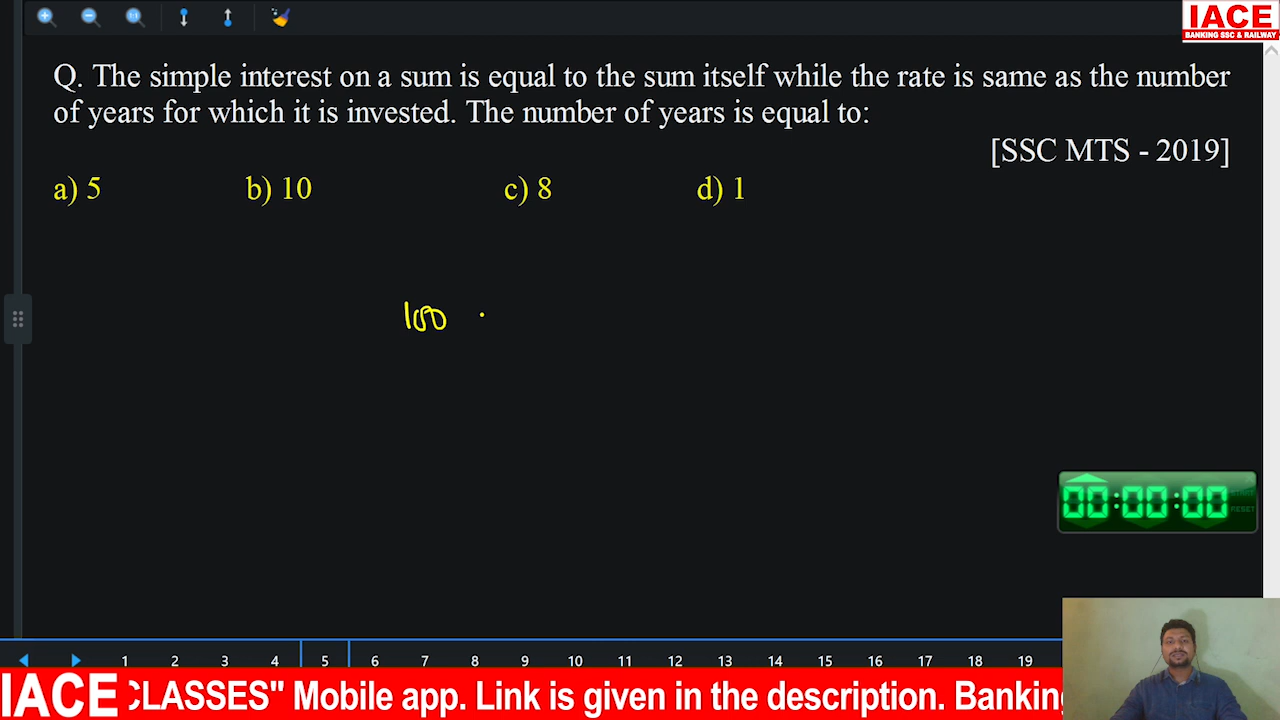 IACE
BANKING SSC & RAILWAY
Q. The simple interest on a sum is equal to the sum itself while the rate is same as the number
of years for which it is invested. The number of years is equal to:
[SSC MTS - 2019]
a) 5 b) 10 c) 8 d) 1
100
00:00:00
RESET
1 2 3 4 5 6 7 8 9 10 11 12 13 14 15 16 17 18 19
IACE CLASSES" Mobile app. Link is given in the description. Banking